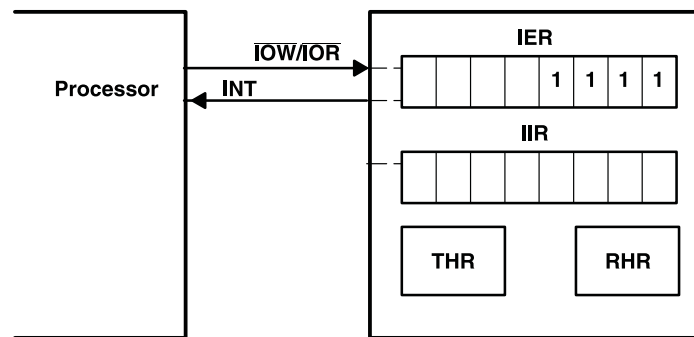 IOW/IOR
IER
Processor
INT
1 1 1 1
IIR
THR
RHR